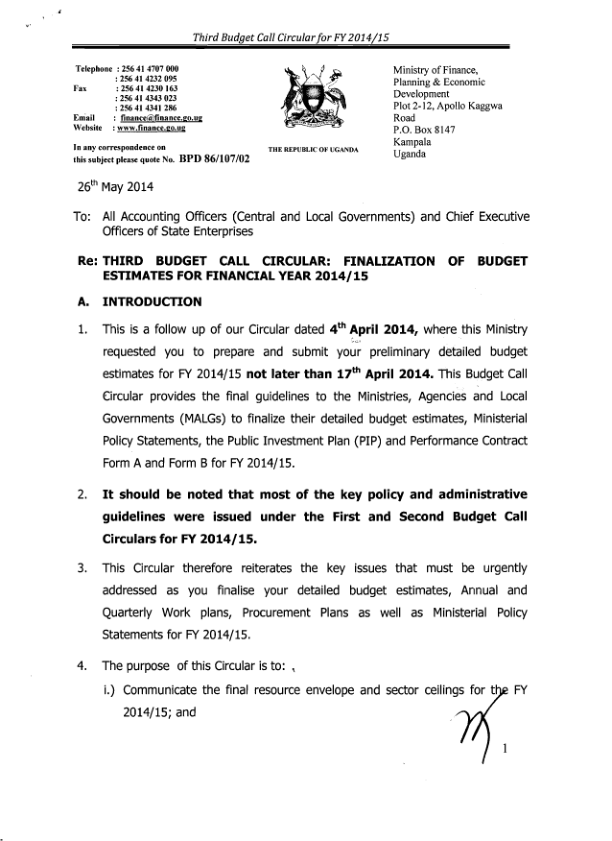 Third Budget Call Circular for FY 2014/15
Telephone : 256 41 4707 000
: 256 41 4232 095
Fax : 256 41 4230 163
: 256 41 4343 023
: 256 41 4341 286
Email : finance@finance.go.ug
Website : www.finance.go.ug
In any correspondence on
this subject please quote No. BPD 86/107/02
THE REPUBLIC OF UGANDA
Ministry of Finance,
Planning & Economic
Development
Plot 2-12, Apollo Kaggwa
Road
P.O. Box 8147
Kampala
Uganda
26th May 2014
To: All Accounting Officers (Central and Local Governments) and Chief Executive
Officers of State Enterprises
Re: THIRD BUDGET CALL CIRCULAR: FINALIZATION OF BUDGET
ESTIMATES FOR FINANCIAL YEAR 2014/15
A. INTRODUCTION
1. This is a follow up of our Circular dated 4th April 2014, where this Ministry
requested you to prepare and submit your preliminary detailed budget
estimates for FY 2014/15 not later than 17th April 2014. This Budget Call
Circular provides the final guidelines to the Ministries, Agencies and Local
Governments (MALGs) to finalize their detailed budget estimates, Ministerial
Policy Statements, the Public Investment Plan (PIP) and Performance Contract
Form A and Form B for FY 2014/15.
2. It should be noted that most of the key policy and administrative
guidelines were issued under the First and Second Budget Call
Circulars for FY 2014/15.
3. This Circular therefore reiterates the key issues that must be urgently
addressed as you finalise your detailed budget estimates, Annual and
Quarterly Work plans, Procurement Plans as well as Ministerial Policy
Statements for FY 2014/15.
4. The purpose of this Circular is to:
i.) Communicate the final resource envelope and sector ceilings for the FY
2014/15; and
1